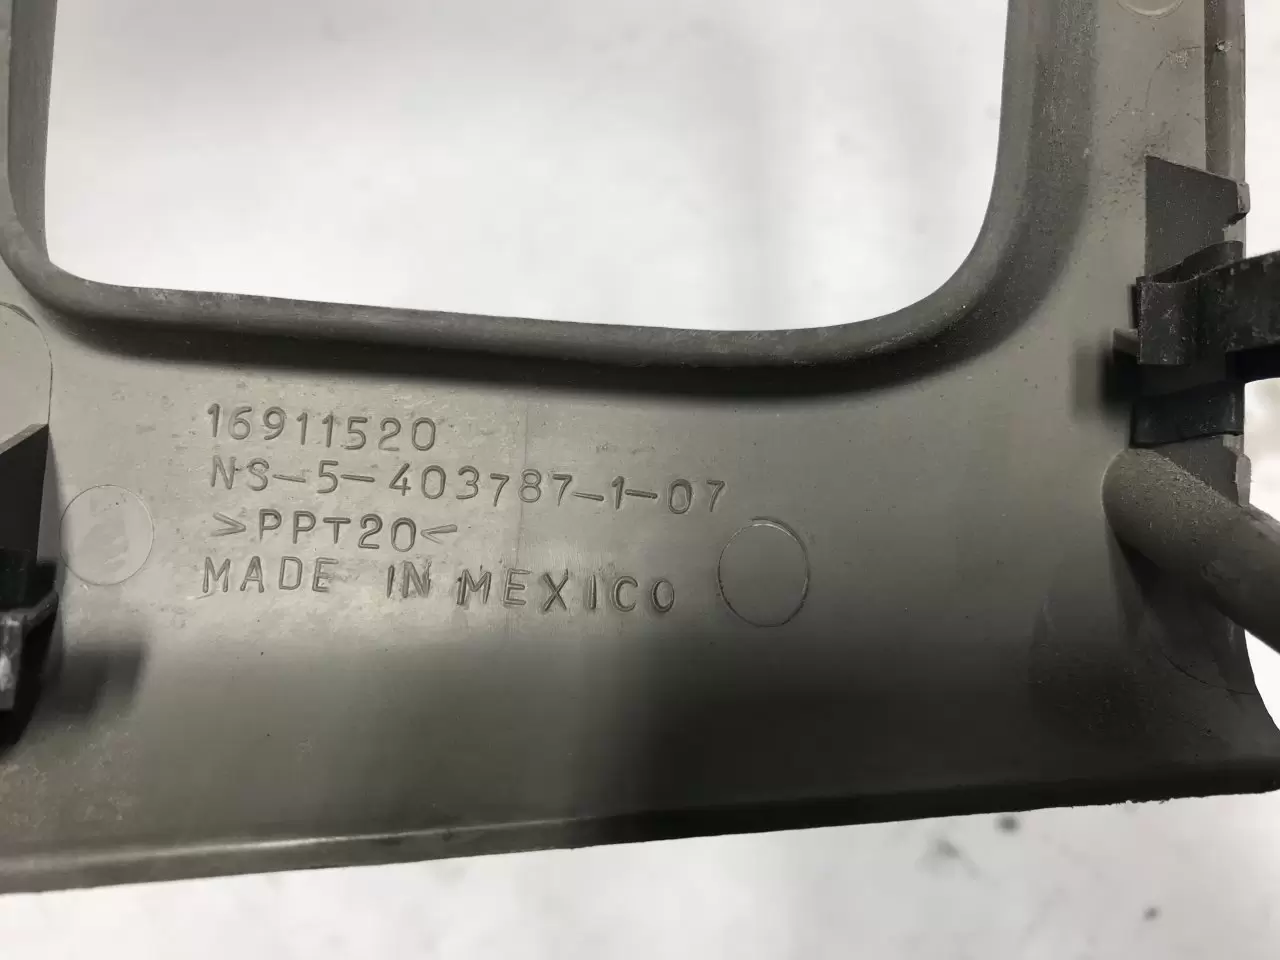 16911520
NS-5-403787-1-07
>PPT20<
MADE IN MEXICO